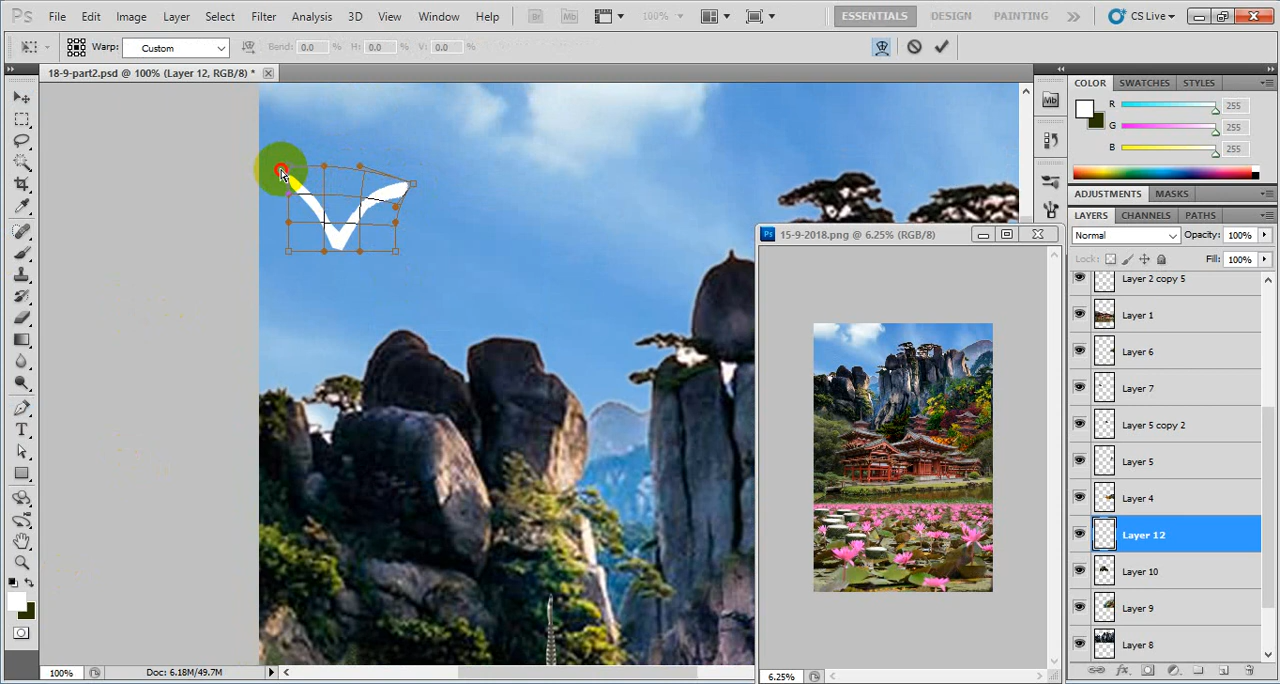 Ps File Edit Image Layer Select Filter Analysis 3D View Window Help Br Mb 100% ESSENTIALS DESIGN PAINTING CS Live
Warp: Custom Bend: 0.0 % H: 0.0 % V: 0.0 %
18-9-part2.psd @ 100% (Layer 12, RGB/8) *
COLOR SWATCHES STYLES
Mb
R 255
G 255
B 255
ADJUSTMENTS MASKS
LAYERS CHANNELS PATHS
Normal Opacity: 100%
Lock: Fill: 100%
Ps 15-9-2018.png @ 6.25% (RGB/8)
Layer 2 copy 5
Layer 1
Layer 6
Layer 7
Layer 5 copy 2
Layer 5
Layer 4
Layer 12
Layer 10
Layer 9
Layer 8
T
100% Doc: 6.18M/49.7M
6.25%
fx